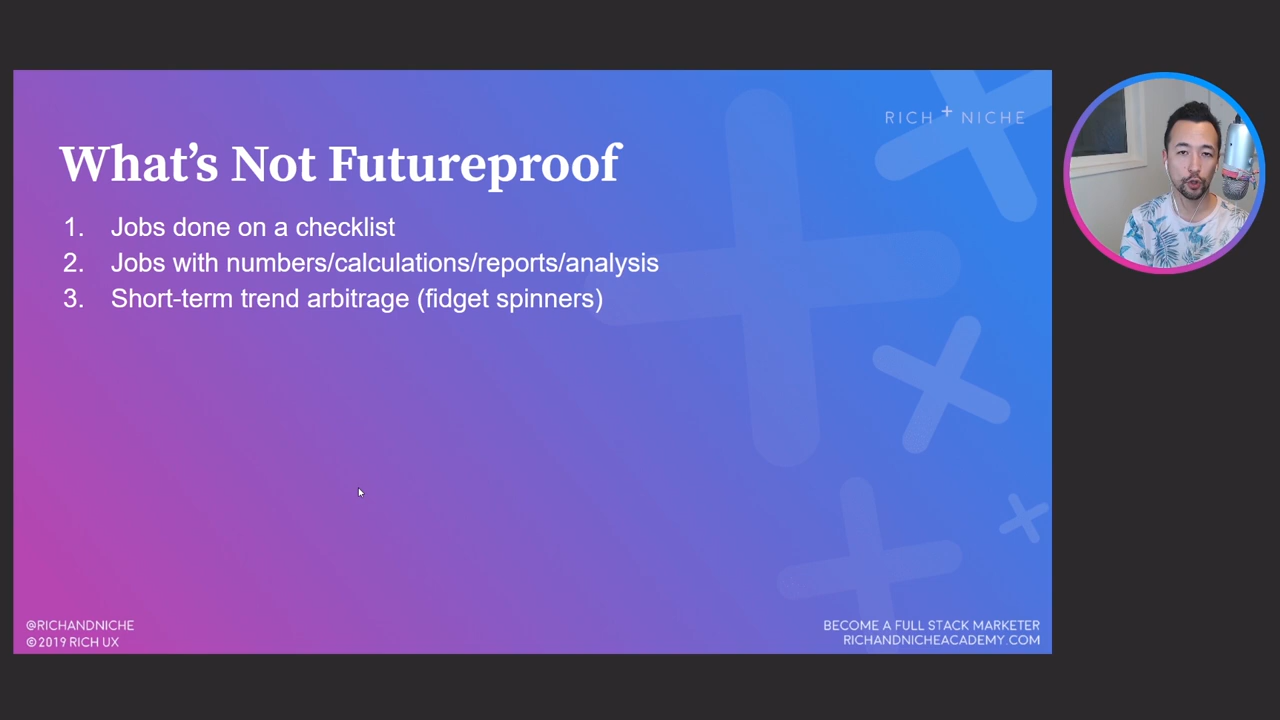 RICH + NICHE
What's Not Futureproof
1. Jobs done on a checklist
2. Jobs with numbers/calculations/reports/analysis
3. Short-term trend arbitrage (fidget spinners)
@RICHANDNICHE
©2019 RICH UX
BECOME A FULL STACK MARKETER
RICHANDNICHEACADEMY.COM